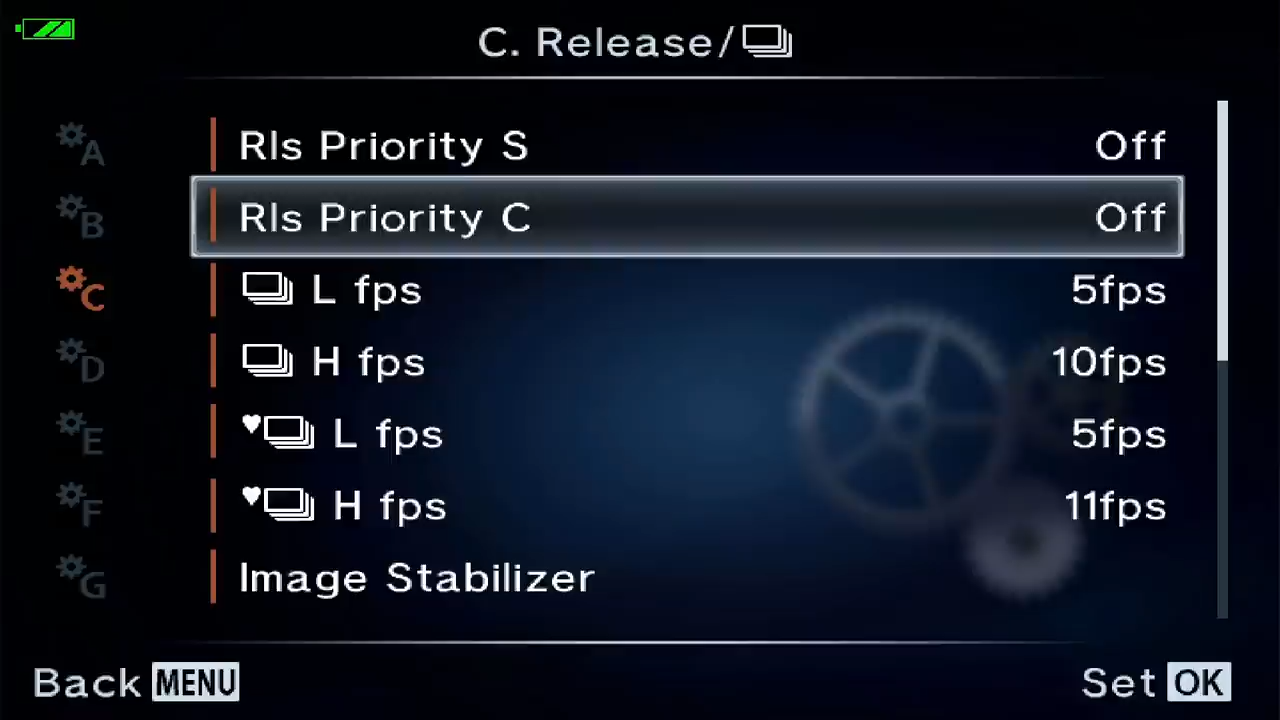 C. Release/
A
Rls Priority S Off
B
Rls Priority C Off
C
L fps 5fps
D
H fps 10fps
E
♥ L fps 5fps
F
♥ H fps 11fps
G
Image Stabilizer
Back MENU Set OK